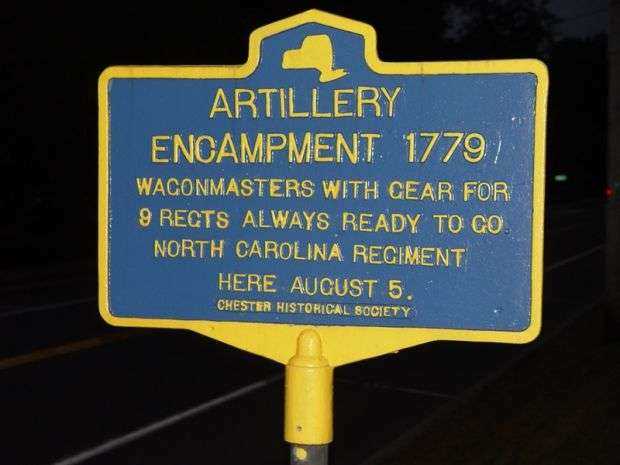 ARTILLERY
ENCAMPMENT 1779
WAGONMASTERS WITH GEAR FOR
9 REGTS ALWAYS READY TO GO
NORTH CAROLINA REGIMENT
HERE AUGUST 5.
CHESTER HISTORICAL SOCIETY